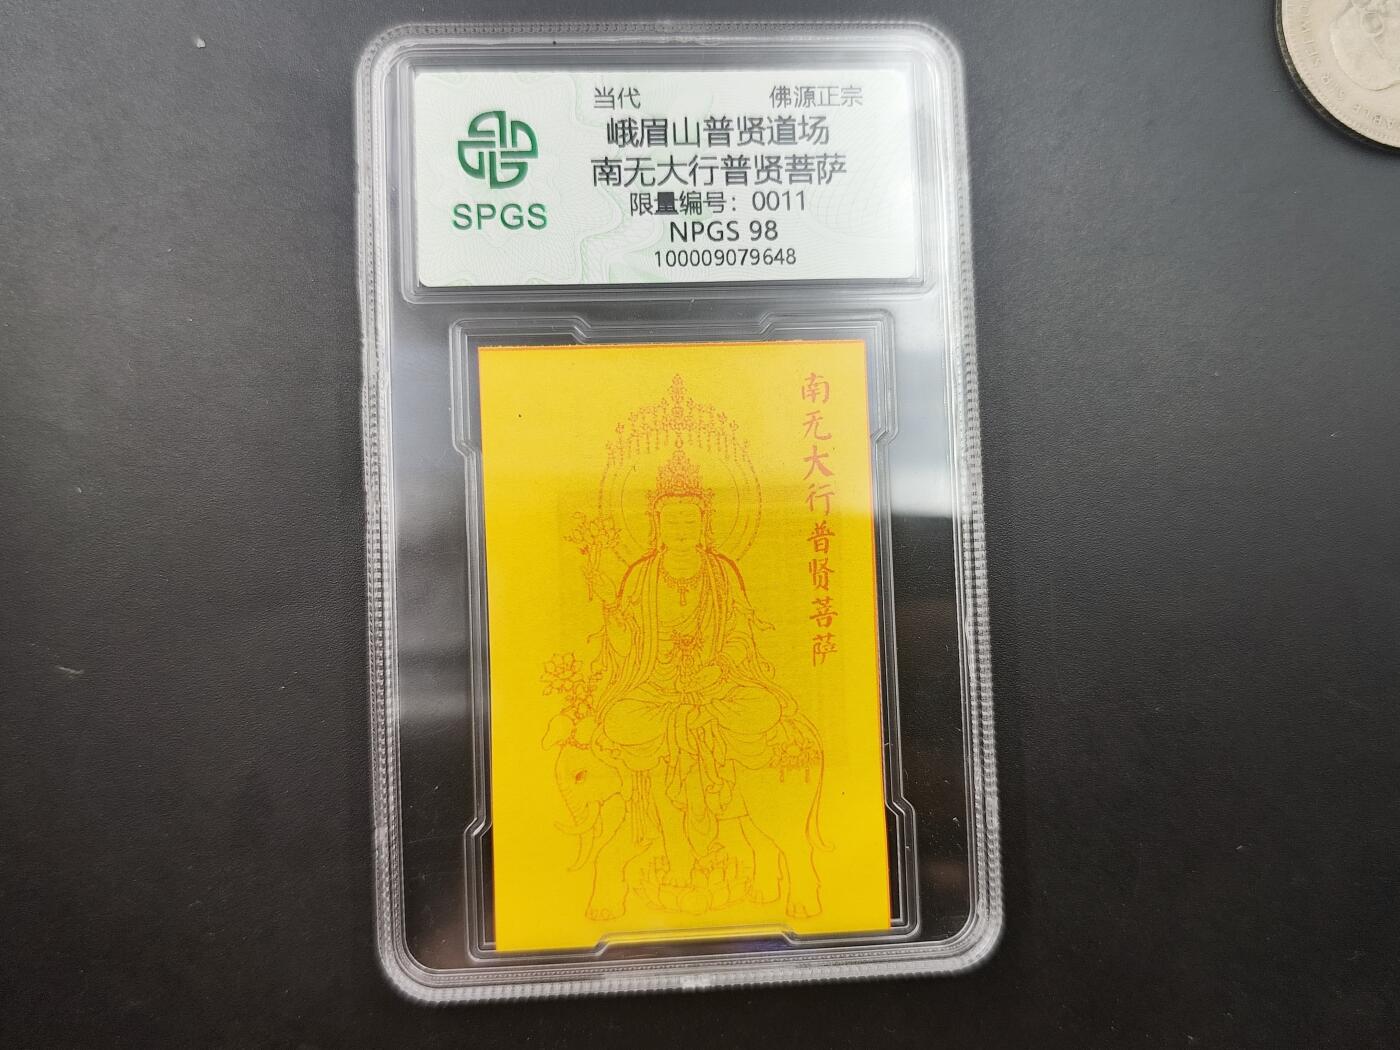 当代 佛源正宗
峨眉山普贤道场
南无大行普贤菩萨
限量编号：0011
NPGS 98
100009079648
SPGS
南无大行普贤菩萨